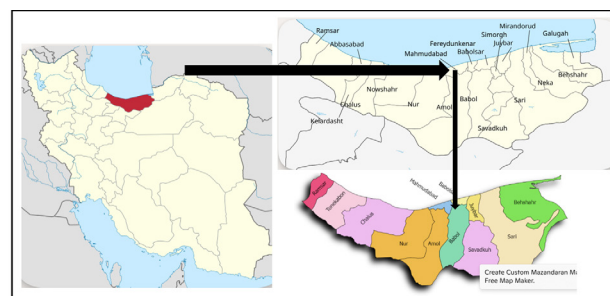 Ramsar
Abbasabad
Mahmudabad
Fereydunkenar
Babolsar
Simorgh
Juybar
Mirandorud
Galugah
Behshahr
Neka
Nowshahr
Chalus
Kelardasht
Nur
Amol
Babol
Sari
Savadkuh
Ramsar
Tonekabon
Chalus
Mahmudabad
Nur
Amol
Babol
Savadkuh
Sari
Behshahr
Create Custom Mazandaran Ma
Free Map Maker.